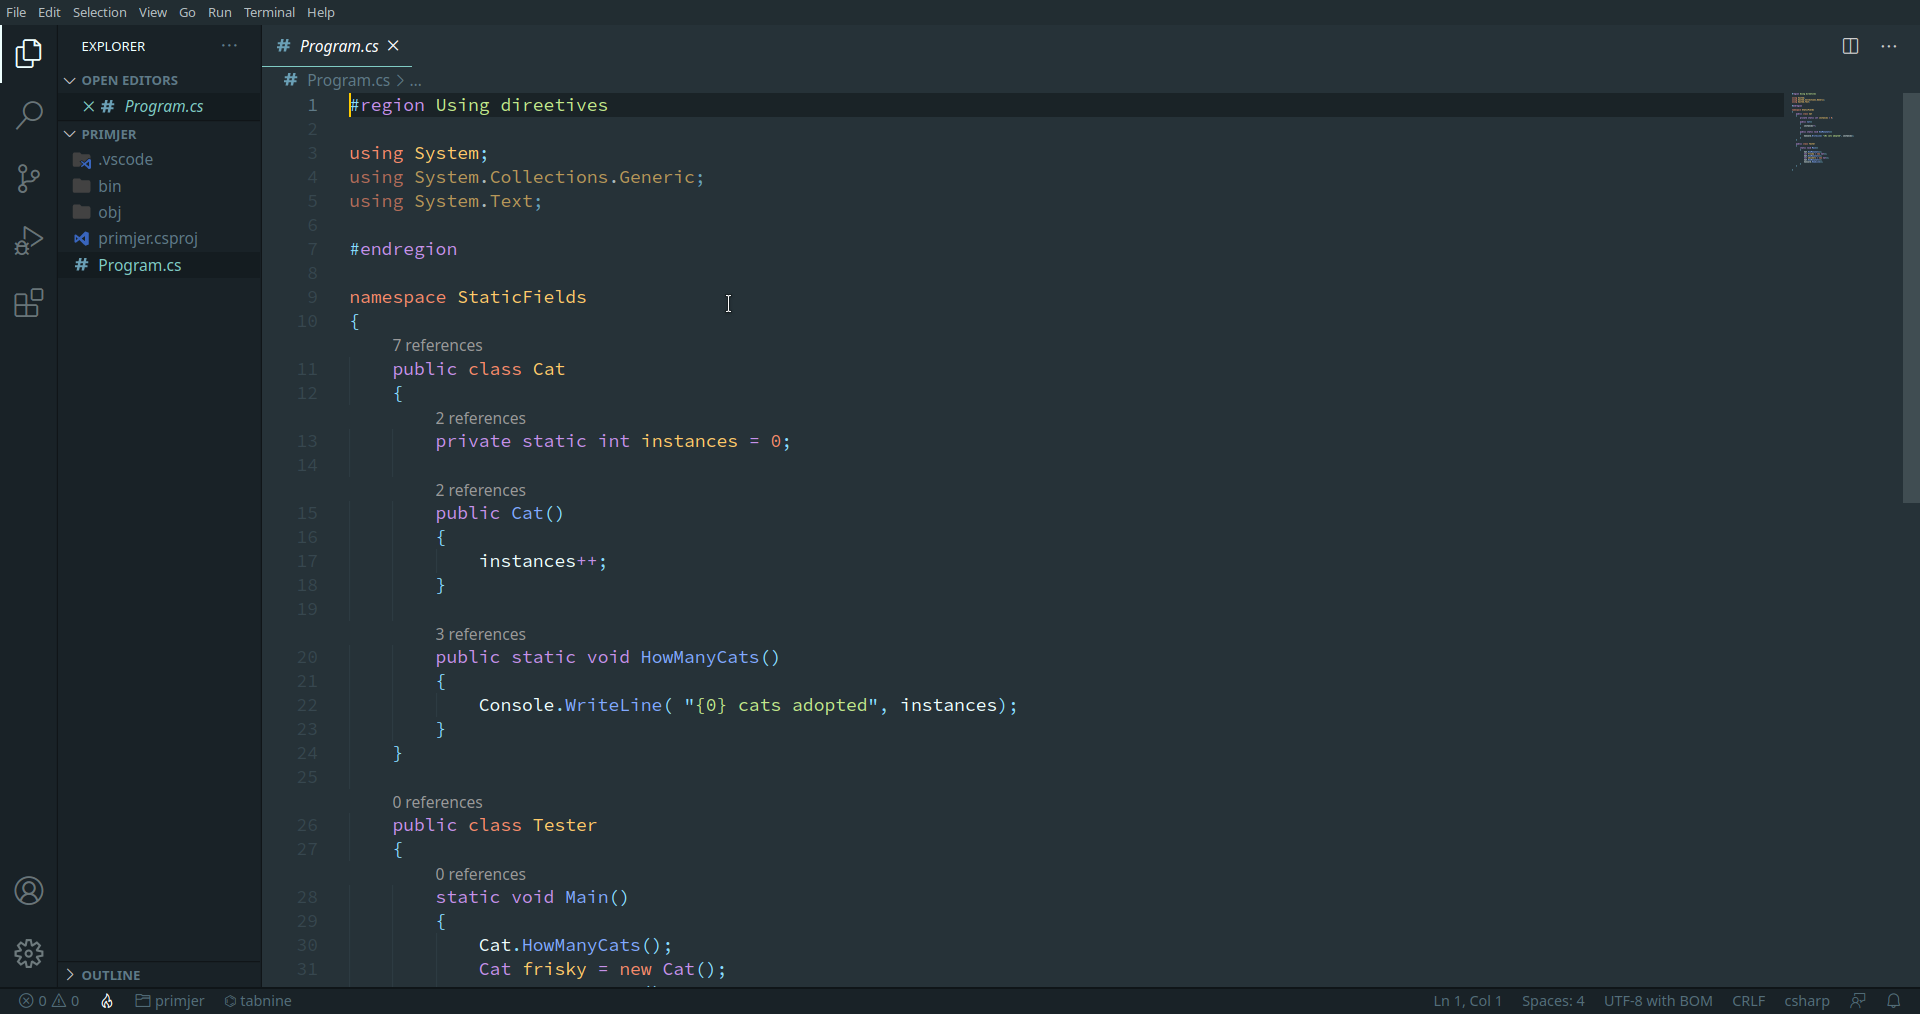 File Edit Selection View Go Run Terminal Help
EXPLORER
OPEN EDITORS
Program.cs
PRIMJER
.vscode
bin
obj
primjer.csproj
Program.cs
OUTLINE
Program.cs
Program.cs > ...
1 #region Using direetives
2
3 using System;
4 using System.Collections.Generic;
5 using System.Text;
6
7 #endregion
8
9 namespace StaticFields
10 {
7 references
11 public class Cat
12 {
2 references
13 private static int instances = 0;
14
2 references
15 public Cat()
16 {
17 instances++;
18 }
19
3 references
20 public static void HowManyCats()
21 {
22 Console.WriteLine( "{0} cats adopted", instances);
23 }
24 }
25
0 references
26 public class Tester
27 {
0 references
28 static void Main()
29 {
30 Cat.HowManyCats();
31 Cat frisky = new Cat();
0 0 primjer tabnine Ln 1, Col 1 Spaces: 4 UTF-8 with BOM CRLF csharp